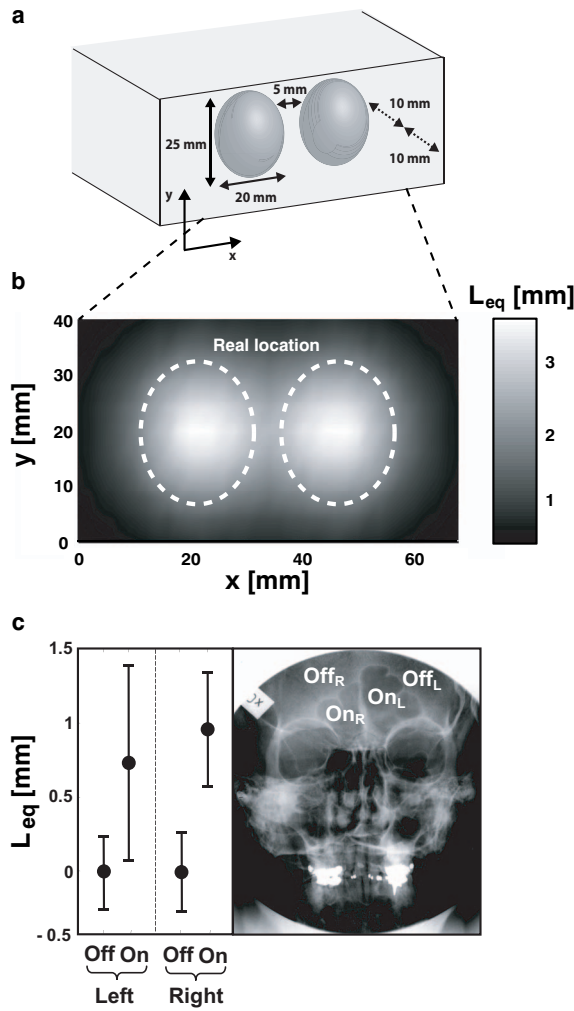 a
5 mm
10 mm
25 mm
10 mm
20 mm
y
x
b
L_eq [mm]
Real location
y [mm]
40
30
20
10
0
0
20
40
60
x [mm]
3
2
1
c
L_eq [mm]
1.5
1
0.5
0
- 0.5
Off On
Off On
Left
Right
Off_R
Off_L
On_L
On_R